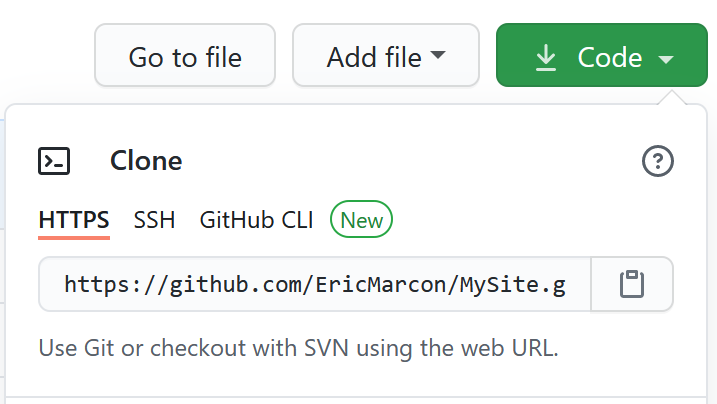 Go to file Add file Code
Clone
HTTPS SSH GitHub CLI New
https://github.com/EricMarcon/MySite.g
Use Git or checkout with SVN using the web URL.